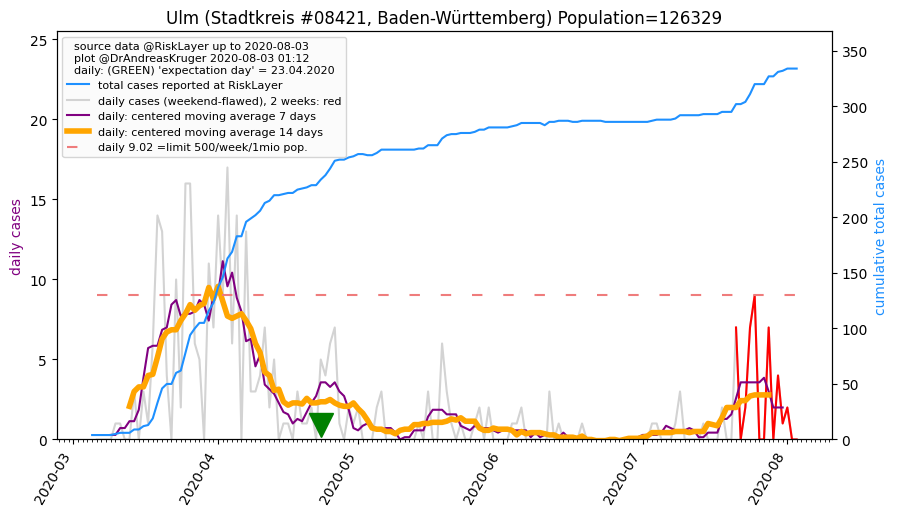 Ulm (Stadtkreis #08421, Baden-Württemberg) Population=126329
source data @RiskLayer up to 2020-08-03
plot @DrAndreasKruger 2020-08-03 01:12
daily: (GREEN) 'expectation day' = 23.04.2020
total cases reported at RiskLayer
daily cases (weekend-flawed), 2 weeks: red
daily: centered moving average 7 days
daily: centered moving average 14 days
daily 9.02 =limit 500/week/1mio pop.
daily cases
25
20
15
10
5
0
cumulative total cases
350
300
250
200
150
100
50
0
2020-03
2020-04
2020-05
2020-06
2020-07
2020-08